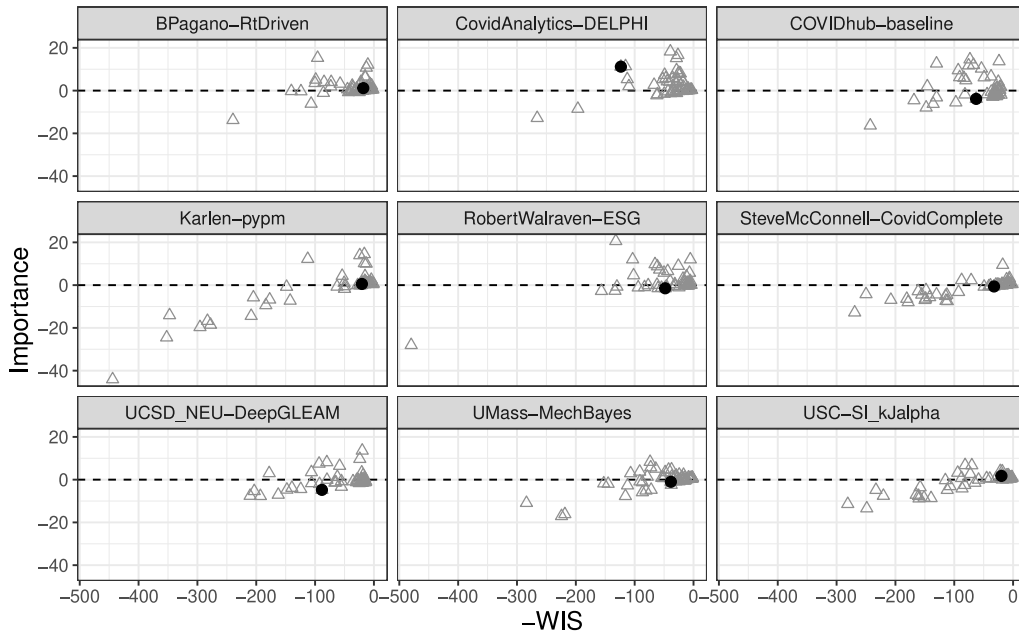 BPagano−RtDriven CovidAnalytics−DELPHI COVIDhub−baseline
20
0
−20
−40
Karlen−pypm RobertWalraven−ESG SteveMcConnell−CovidComplete
20
0
−20
−40
Importance
UCSD_NEU−DeepGLEAM UMass−MechBayes USC−SI_kJalpha
20
0
−20
−40
−500 −400 −300 −200 −100 0 −500 −400 −300 −200 −100 0 −500 −400 −300 −200 −100 0
−WIS